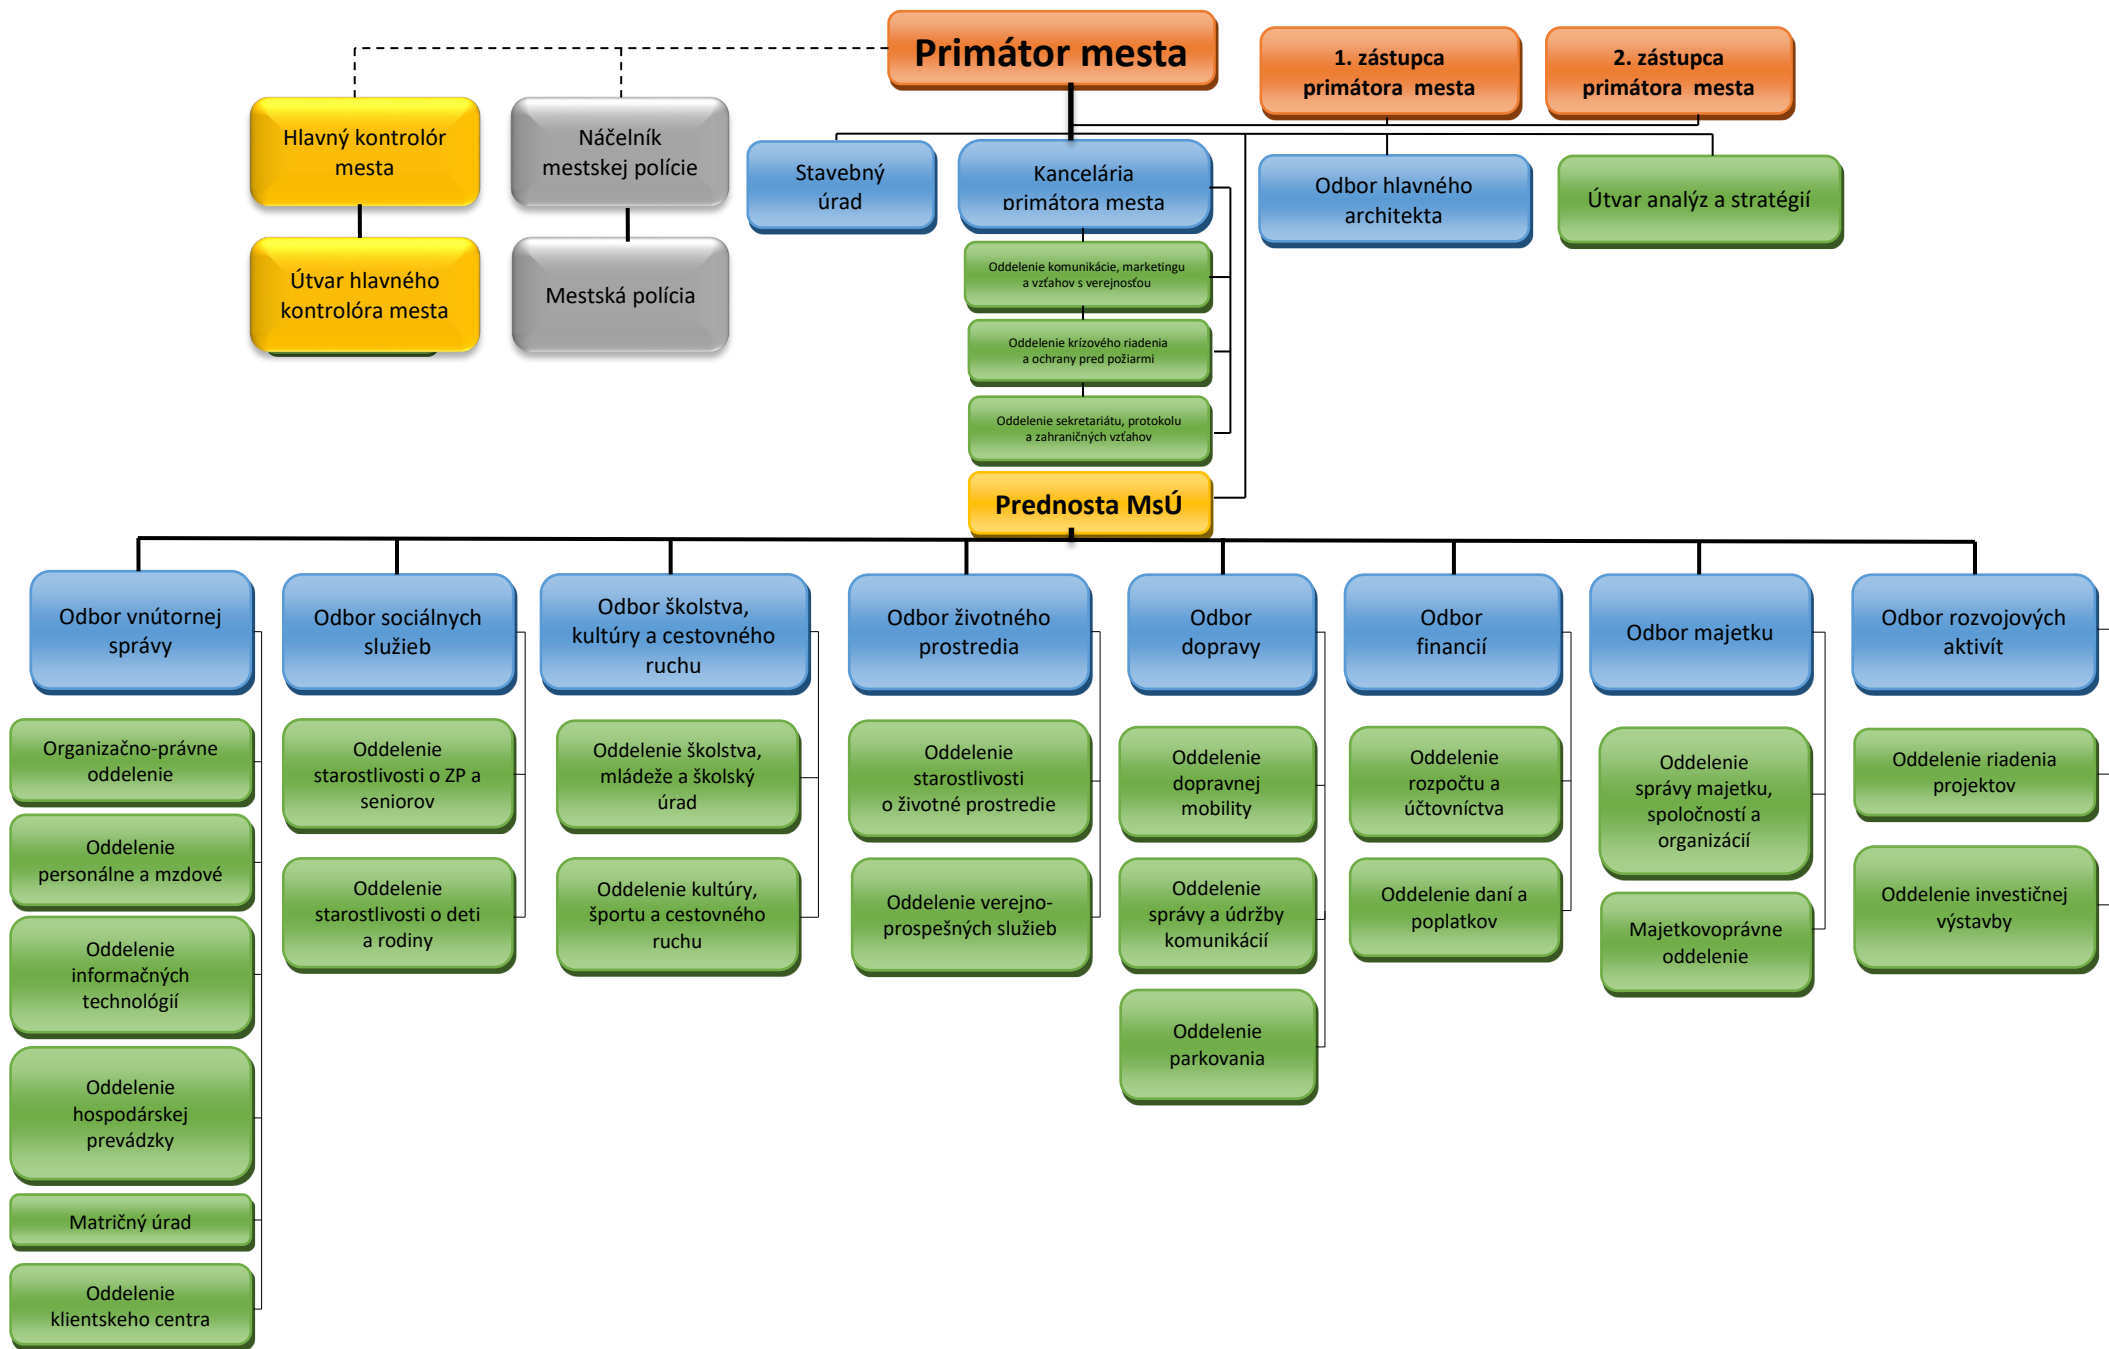 Primátor mesta
1. zástupca
primátora  mesta
2. zástupca
primátora  mesta
Hlavný kontrolór
mesta
Náčelník
mestskej polície
Stavebný
úrad
Kancelária
primátora mesta
Odbor hlavného
architekta
Útvar analýz a stratégií
Útvar hlavného
kontrolóra mesta
Mestská polícia
Oddelenie komunikácie, marketingu
a vzťahov s verejnosťou
Oddelenie krízového riadenia
a ochrany pred požiarmi
Oddelenie sekretariátu, protokolu
a zahraničných vzťahov
Prednosta MsÚ
Odbor vnútornej
správy
Odbor sociálnych
služieb
Odbor školstva,
kultúry a cestovného
ruchu
Odbor životného
prostredia
Odbor
dopravy
Odbor
financií
Odbor majetku
Odbor rozvojových
aktivít
Organizačno-právne
oddelenie
Oddelenie
personálne a mzdové
Oddelenie
informačných
technológií
Oddelenie
hospodárskej
prevádzky
Matričný úrad
Oddelenie
klientskeho centra
Oddelenie
starostlivosti o ZP a
seniorov
Oddelenie
starostlivosti o deti
a rodiny
Oddelenie školstva,
mládeže a školský
úrad
Oddelenie kultúry,
športu a cestovného
ruchu
Oddelenie
starostlivosti
o životné prostredie
Oddelenie verejno-
prospešných služieb
Oddelenie
dopravnej
mobility
Oddelenie
správy a údržby
komunikácií
Oddelenie
parkovania
Oddelenie
rozpočtu a
účtovníctva
Oddelenie daní a
poplatkov
Oddelenie
správy majetku,
spoločností a
organizácií
Majetkovoprávne
oddelenie
Oddelenie riadenia
projektov
Oddelenie investičnej
výstavby